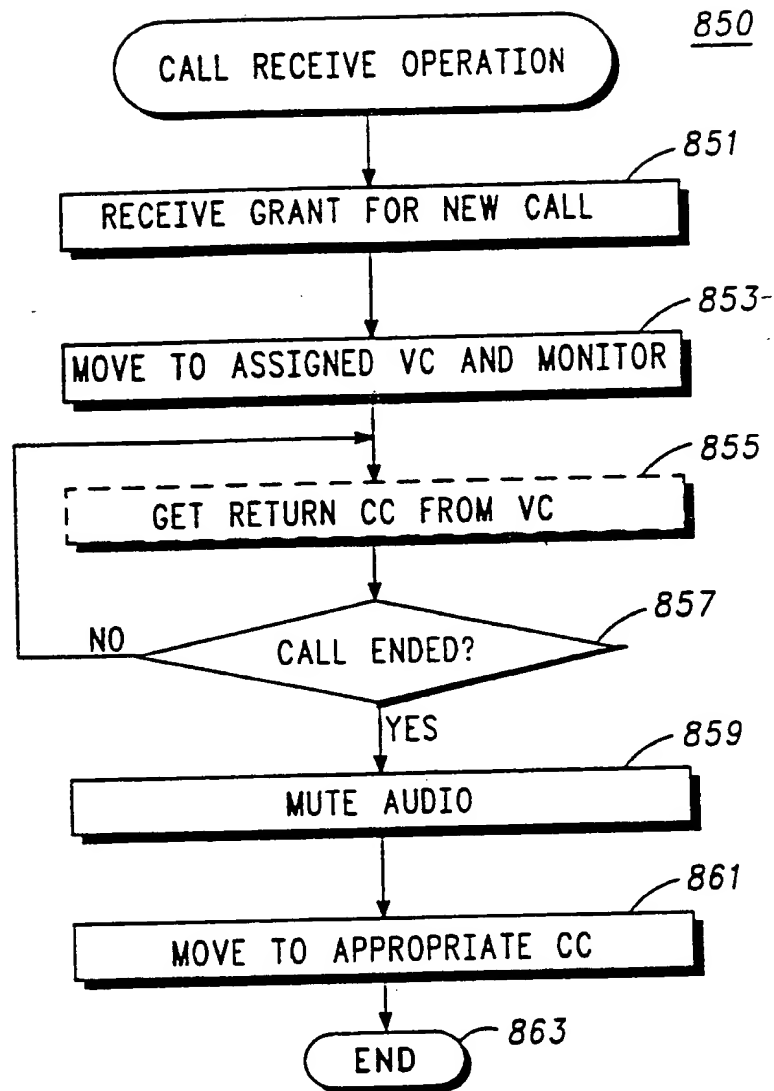 850
CALL RECEIVE OPERATION
851
RECEIVE GRANT FOR NEW CALL
853
MOVE TO ASSIGNED VC AND MONITOR
855
GET RETURN CC FROM VC
857
NO
CALL ENDED?
YES
859
MUTE AUDIO
861
MOVE TO APPROPRIATE CC
863
END